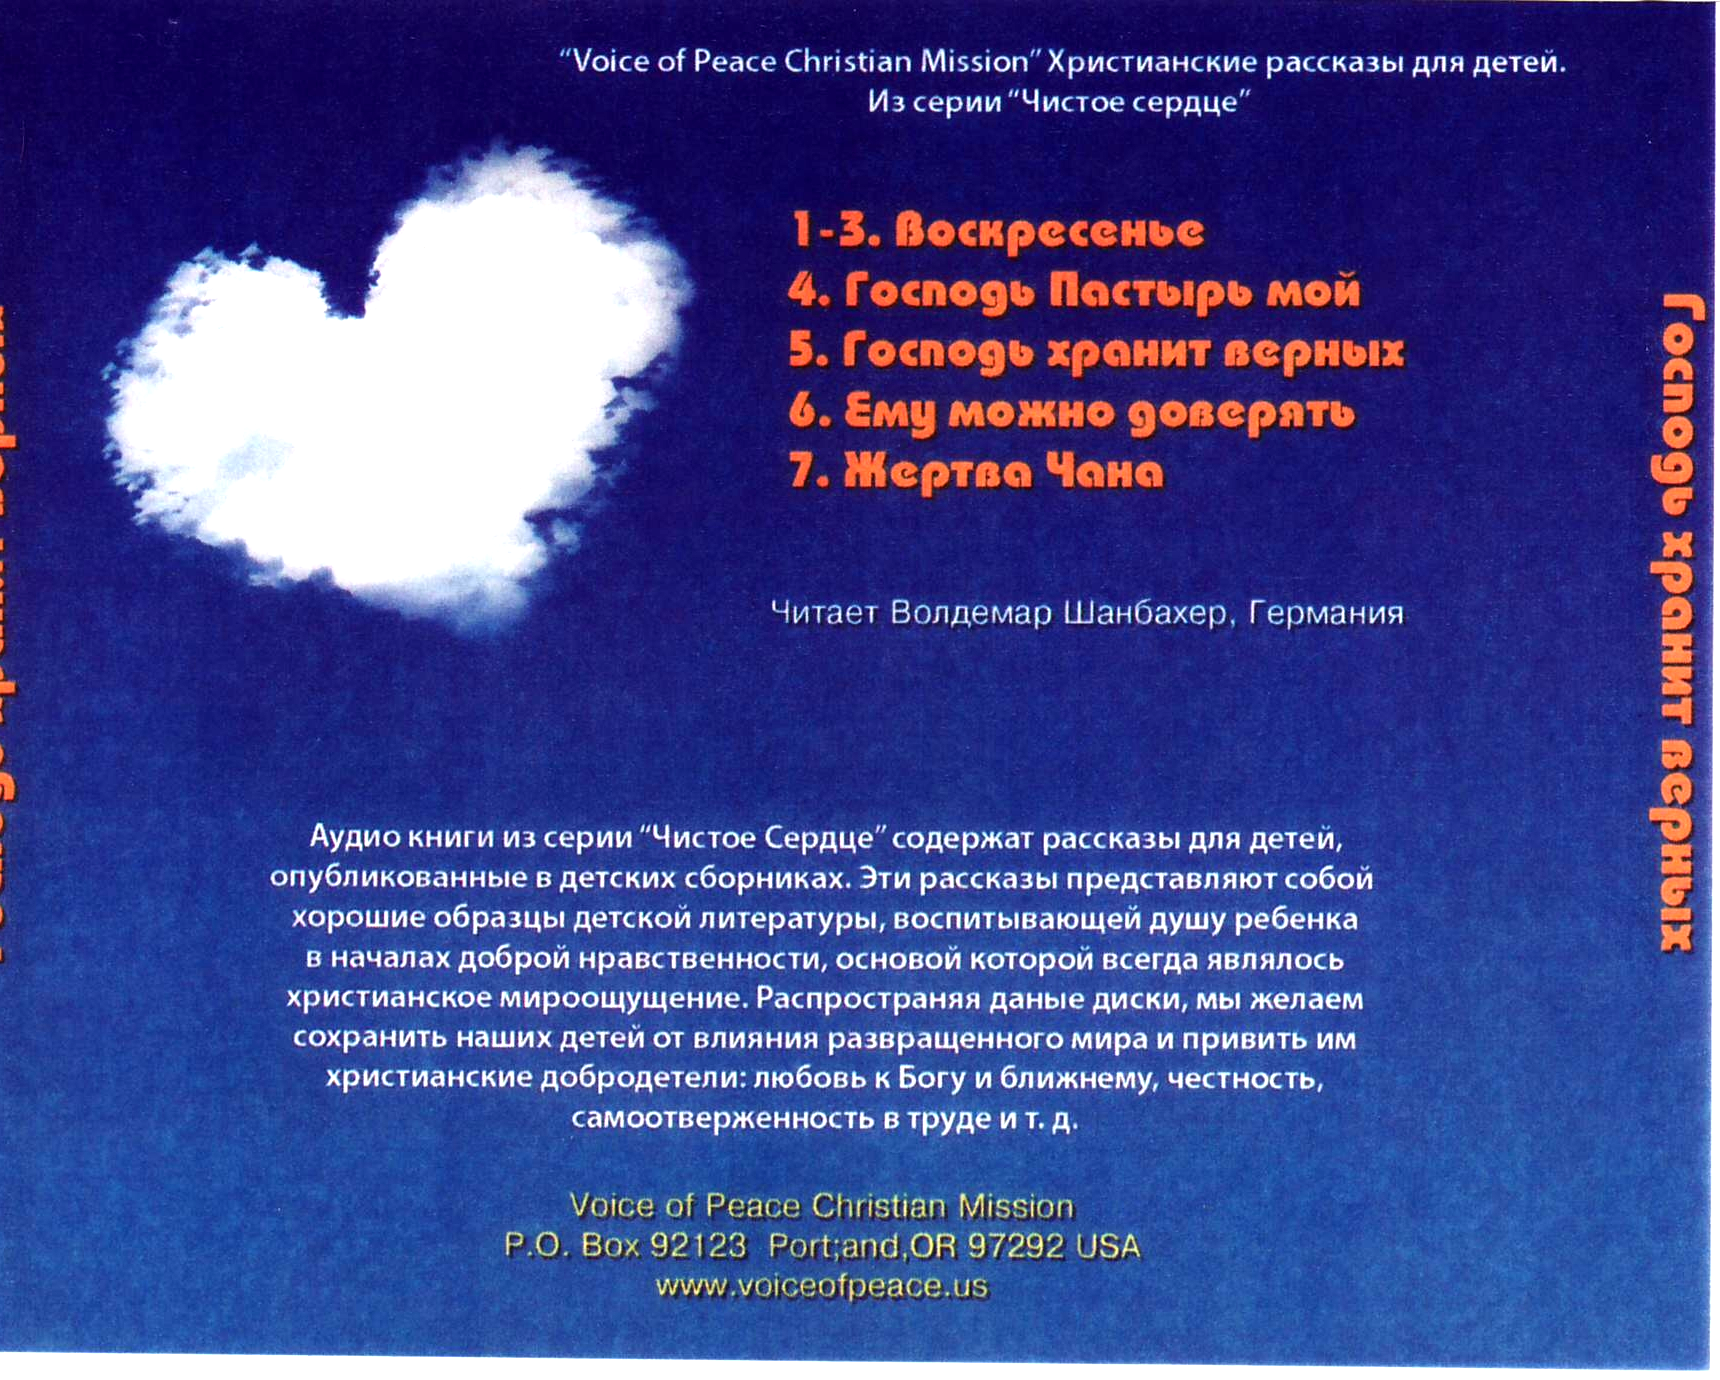 “Voice of Peace Christian Mission” Христианские рассказы для детей.
Из серии “Чистое сердце”
1-3. Воскресенье
4. Господь Пастырь мой
5. Господь хранит верных
6. Ему можно доверять
7. Жертва Чана
Читает Волдемар Шанбахер, Германия
Аудио книги из серии “Чистое Сердце” содержат рассказы для детей,
опубликованные в детских сборниках. Эти рассказы представляют собой
хорошие образцы детской литературы, воспитывающей душу ребенка
в началах доброй нравственности, основой которой всегда являлось
христианское мироощущение. Распространяя даные диски, мы желаем
сохранить наших детей от влияния развращенного мира и привить им
христианские добродетели: любовь к Богу и ближнему, честность,
самоотверженность в труде и т. д.
Voice of Peace Christian Mission
P.O. Box 92123 Port;and,OR 97292 USA
www.voiceofpeace.us
Господь хранит верных